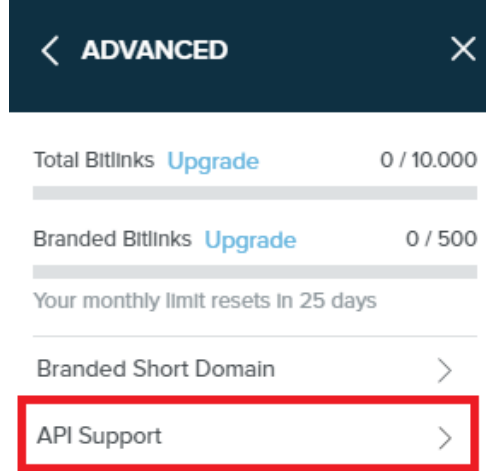 ADVANCED
Total Bitlinks Upgrade 0 / 10.000
Branded Bitlinks Upgrade 0 / 500
Your monthly limit resets in 25 days
Branded Short Domain
API Support